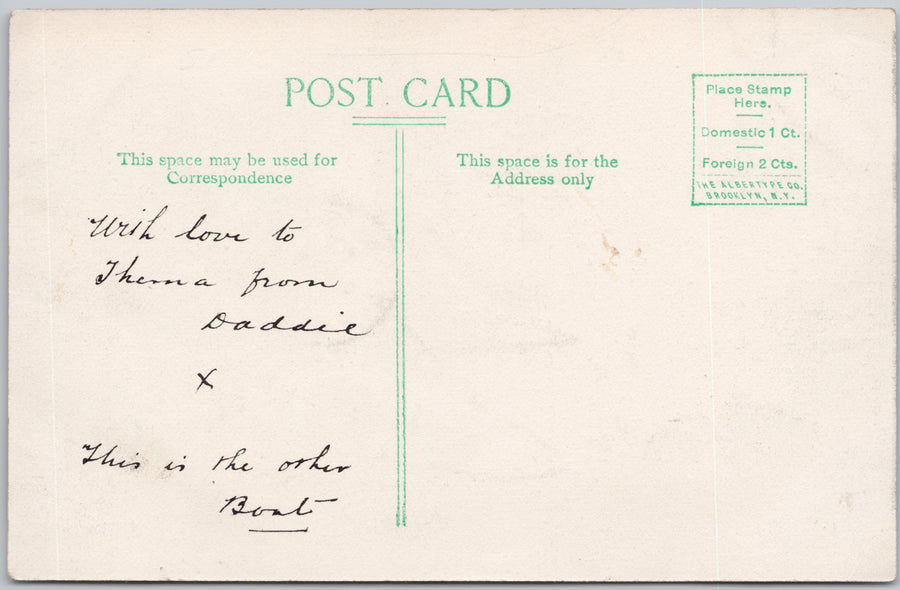 POST CARD
This space may be used for
Correspondence
This space is for the
Address only
Place Stamp
Here.
Domestic 1 Ct.
Foreign 2 Cts.
THE ALBERTYPE CO.
BROOKLYN, N.Y.
With love to
Thema from
Daddie
x
This is the other
Boat